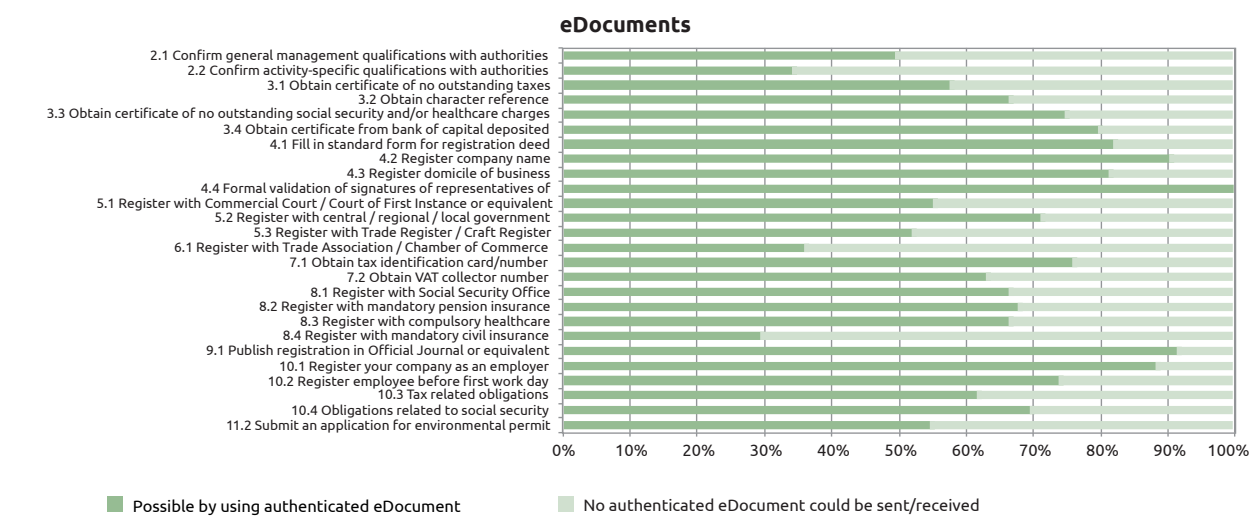 eDocuments
2.1 Confirm general management qualifications with authorities
2.2 Confirm activity-specific qualifications with authorities
3.1 Obtain certificate of no outstanding taxes
3.2 Obtain character reference
3.3 Obtain certificate of no outstanding social security and/or healthcare charges
3.4 Obtain certificate from bank of capital deposited
4.1 Fill in standard form for registration deed
4.2 Register company name
4.3 Register domicile of business
4.4 Formal validation of signatures of representatives of
5.1 Register with Commercial Court / Court of First Instance or equivalent
5.2 Register with central / regional / local government
5.3 Register with Trade Register / Craft Register
6.1 Register with Trade Association / Chamber of Commerce
7.1 Obtain tax identification card/number
7.2 Obtain VAT collector number
8.1 Register with Social Security Office
8.2 Register with mandatory pension insurance
8.3 Register with compulsory healthcare
8.4 Register with mandatory civil insurance
9.1 Publish registration in Official Journal or equivalent
10.1 Register your company as an employer
10.2 Register employee before first work day
10.3 Tax related obligations
10.4 Obligations related to social security
11.2 Submit an application for environmental permit
0% 10% 20% 30% 40% 50% 60% 70% 80% 90% 100%
Possible by using authenticated eDocument
No authenticated eDocument could be sent/received